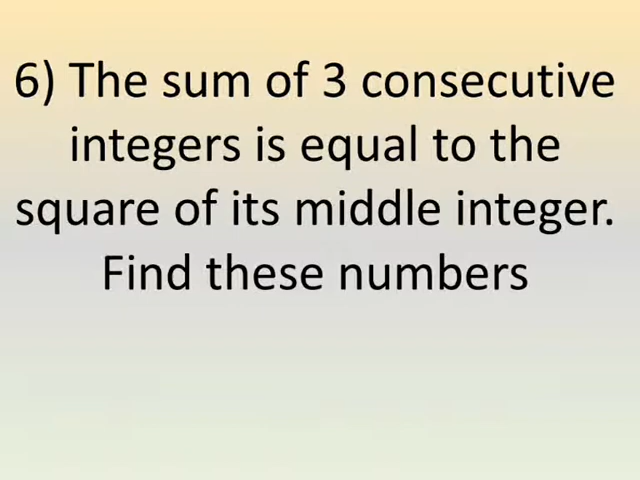 6) The sum of 3 consecutive
integers is equal to the
square of its middle integer.
Find these numbers